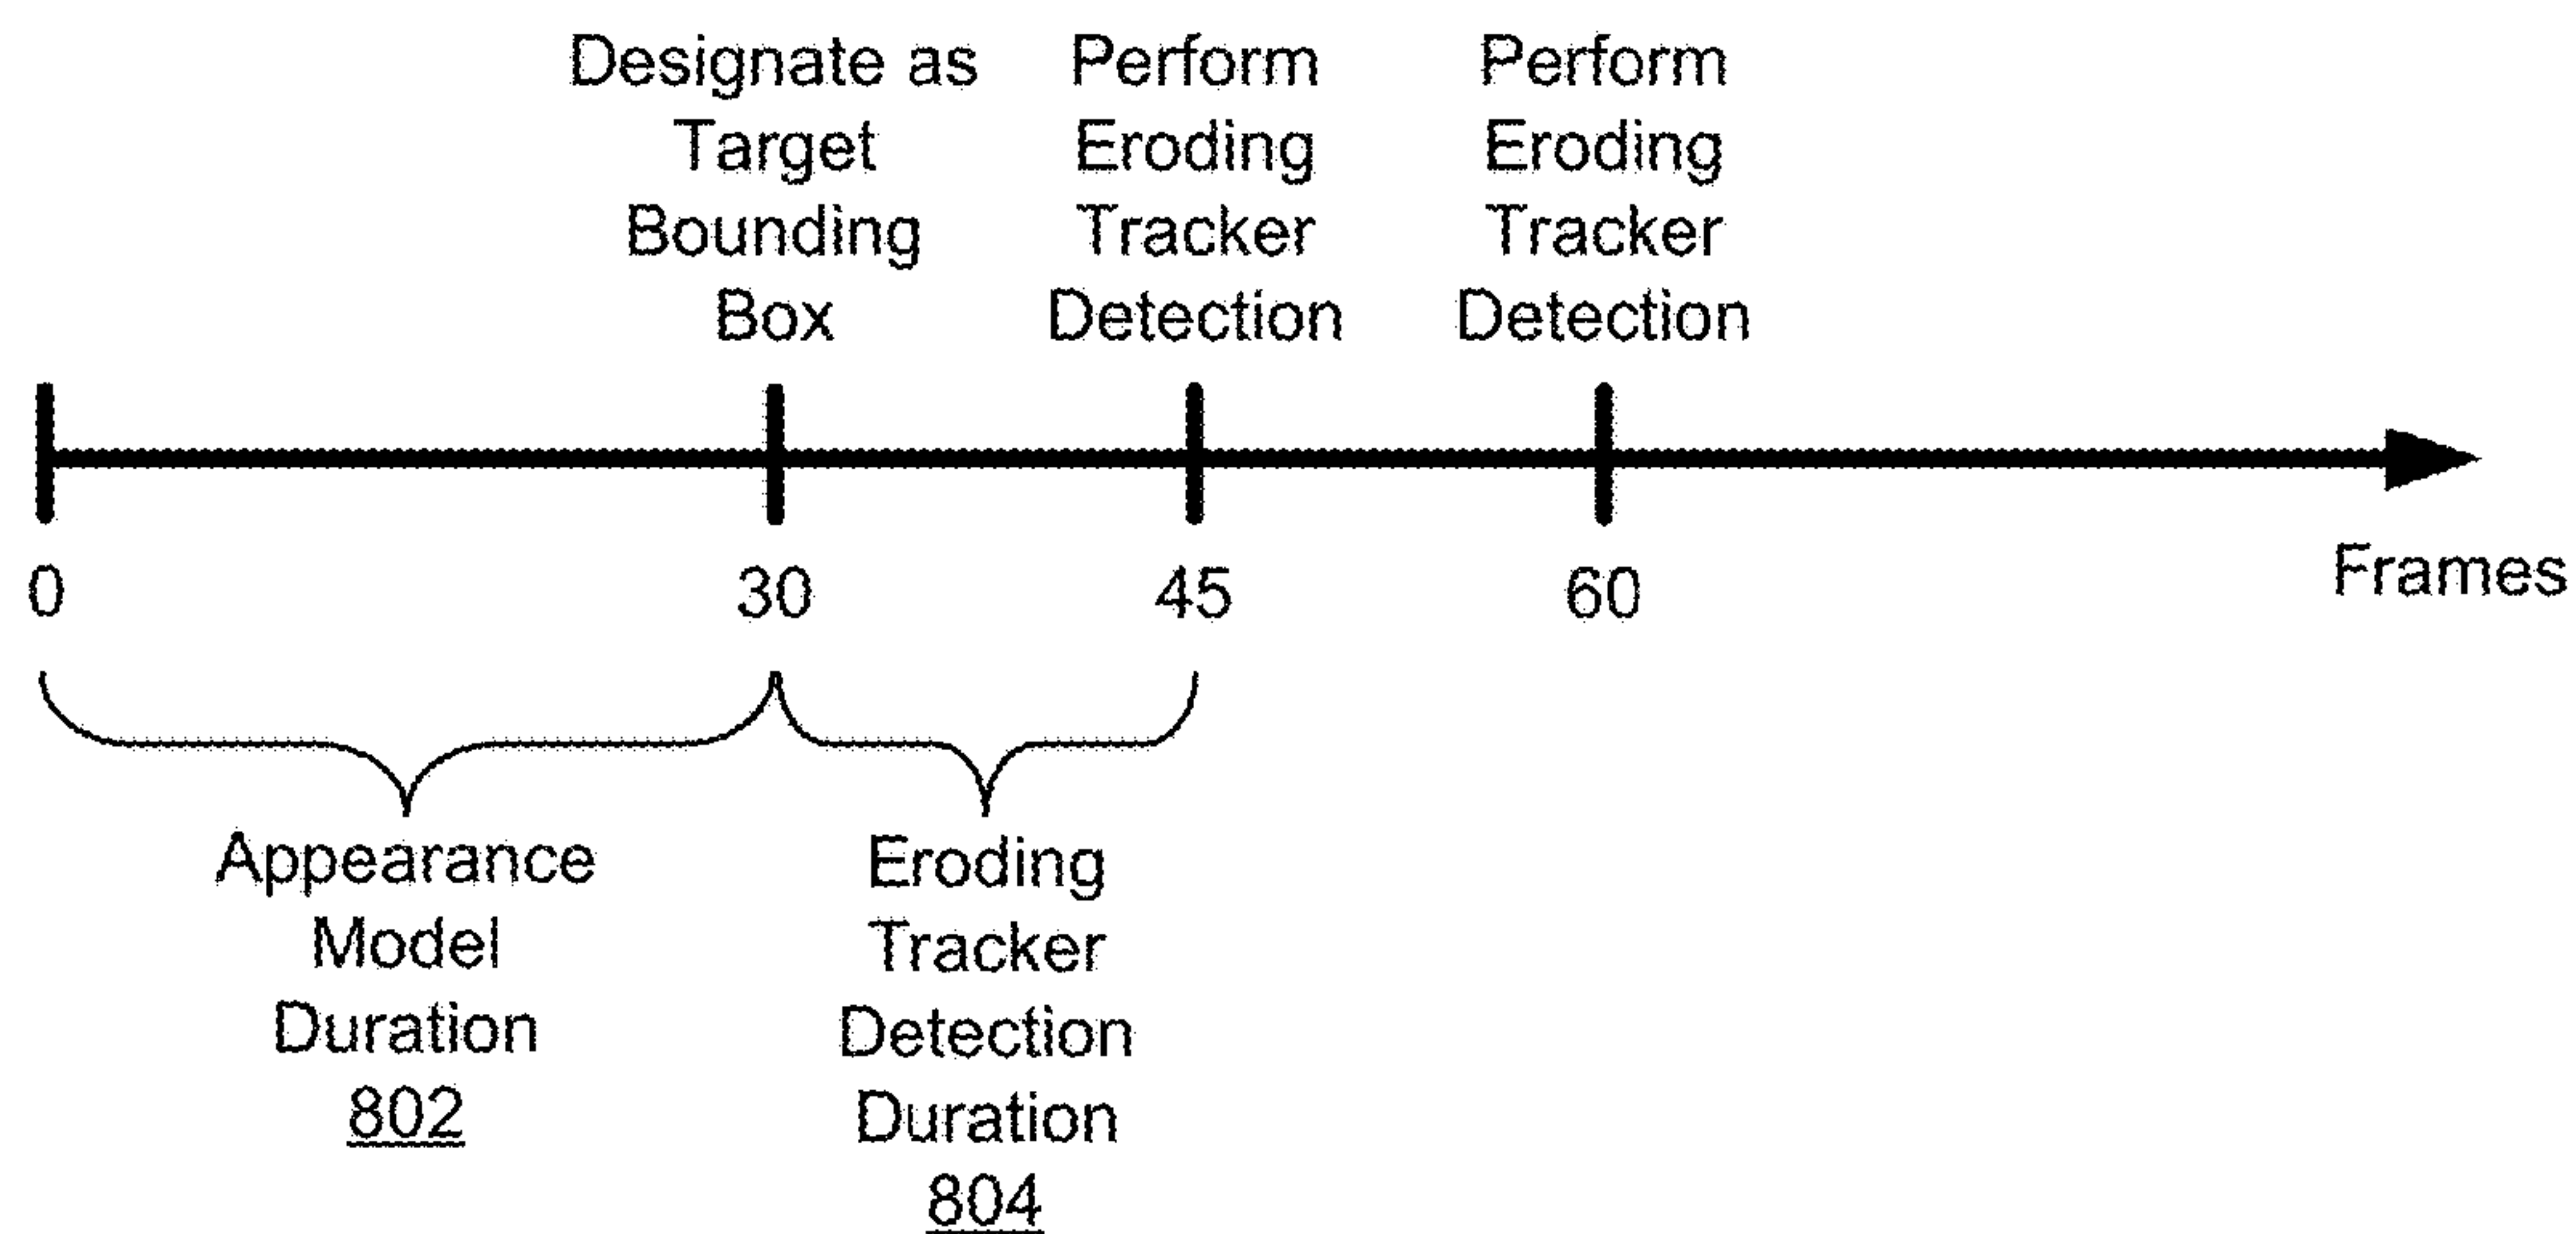 Designate as
Target
Bounding
Box
Perform
Eroding
Tracker
Detection
Perform
Eroding
Tracker
Detection
0
30
45
60
Frames
Appearance
Model
Duration
802
Eroding
Tracker
Detection
Duration
804